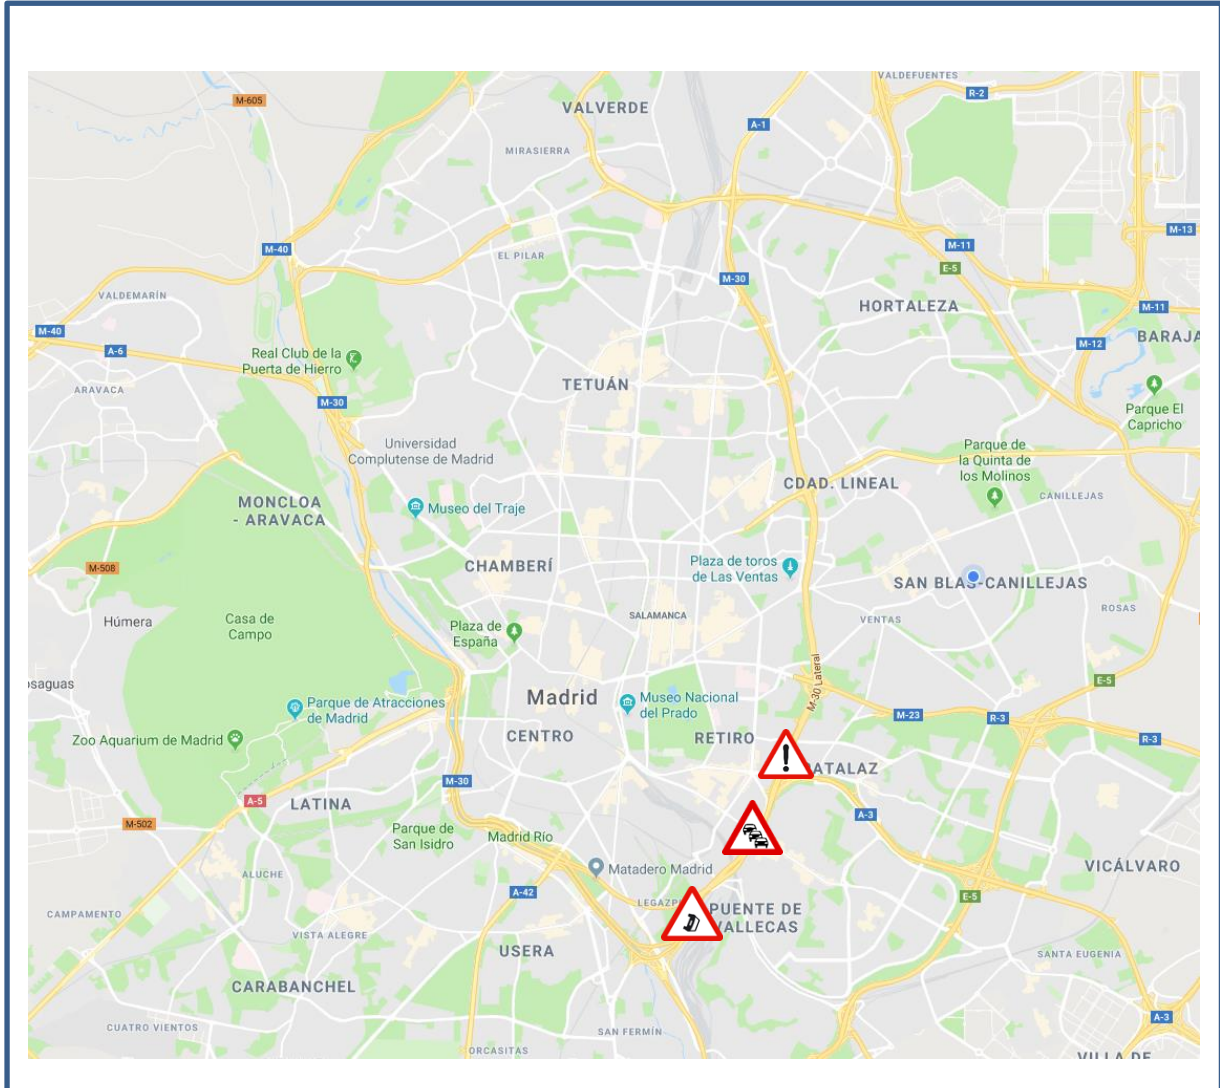 VALDEFUENTES
R-2
M-605
VALVERDE
A-1
MIRASIERRA
M-13
M-40
M-11
EL PILAR
E-5
M-30
VALDEMARÍN
HORTALEZA
M-11
M-40
M-12
BARAJA
A-6
Real Club de la
Puerta de Hierro
ARAVACA
TETUÁN
M-30
Parque El
Capricho
Universidad
Complutense de Madrid
Parque de
la Quinta de
los Molinos
CDAD. LINEAL
CANILLEJAS
MONCLOA
- ARAVACA
Museo del Traje
M-508
CHAMBERÍ
Plaza de toros
de Las Ventas
SAN BLAS-CANILLEJAS
ROSAS
Húmera
Casa de
Campo
SALAMANCA
VENTAS
Plaza de
España
M-30 Lateral
osaguas
E-5
Parque de Atracciones
de Madrid
Madrid
Museo Nacional
del Prado
M-23
R-3
Zoo Aquarium de Madrid
CENTRO
RETIRO
R-3
!
RATALAZ
M-30
A-5
LATINA
A-3
M-502
Parque de
San Isidro
Madrid Río
Matadero Madrid
VICÁLVARO
ALUCHE
A-42
E-5
LEGAZP
CAMPAMENTO
PUENTE DE
VALLECAS
VISTA ALEGRE
USERA
SANTA EUGENIA
CARABANCHEL
A-3
CUATRO VIENTOS
SAN FERMÍN
ORCASITAS
VILLA DE